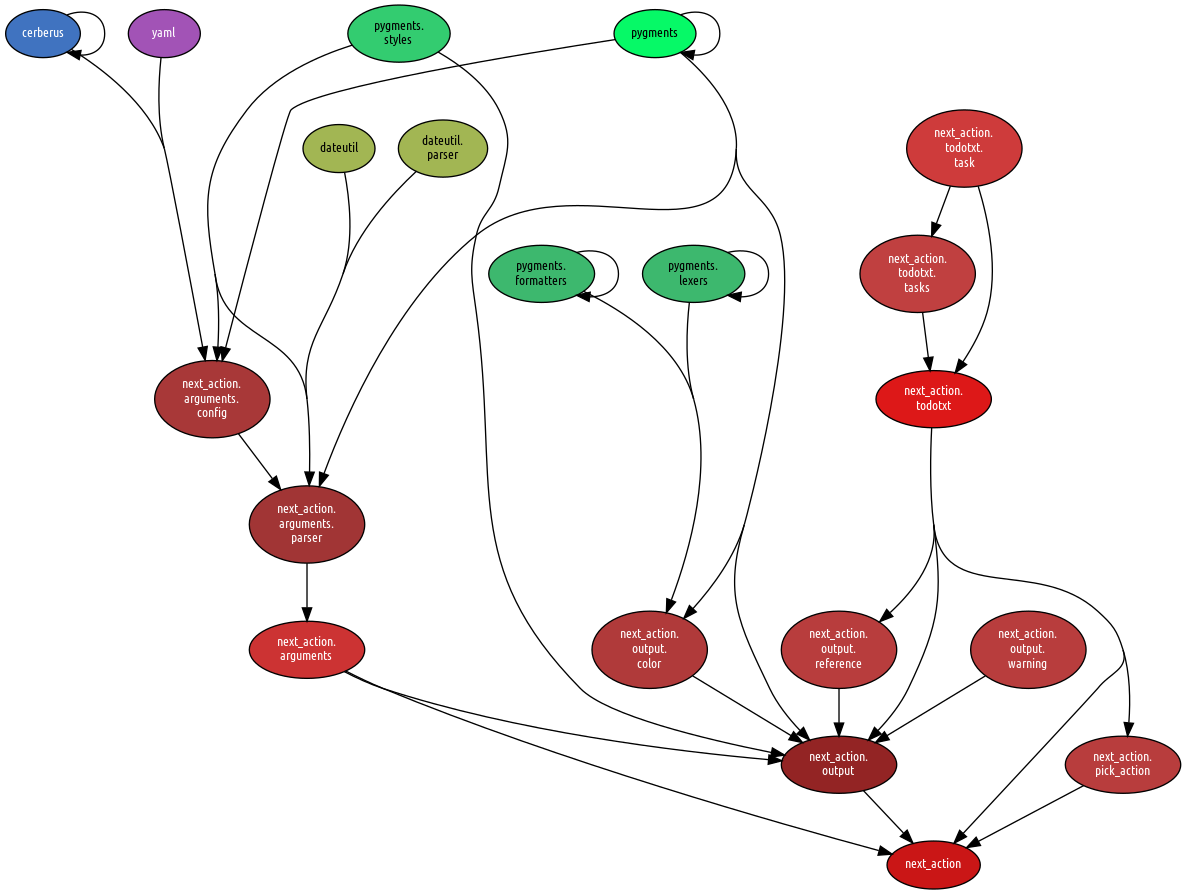 cerberus
yaml
pygments.
styles
pygments
dateutil
dateutil.
parser
next_action.
todotxt.
task
pygments.
formatters
pygments.
lexers
next_action.
todotxt.
tasks
next_action.
arguments.
config
next_action.
todotxt
next_action.
arguments.
parser
next_action.
arguments
next_action.
output.
color
next_action.
output.
reference
next_action.
output.
warning
next_action.
output
next_action.
pick_action
next_action